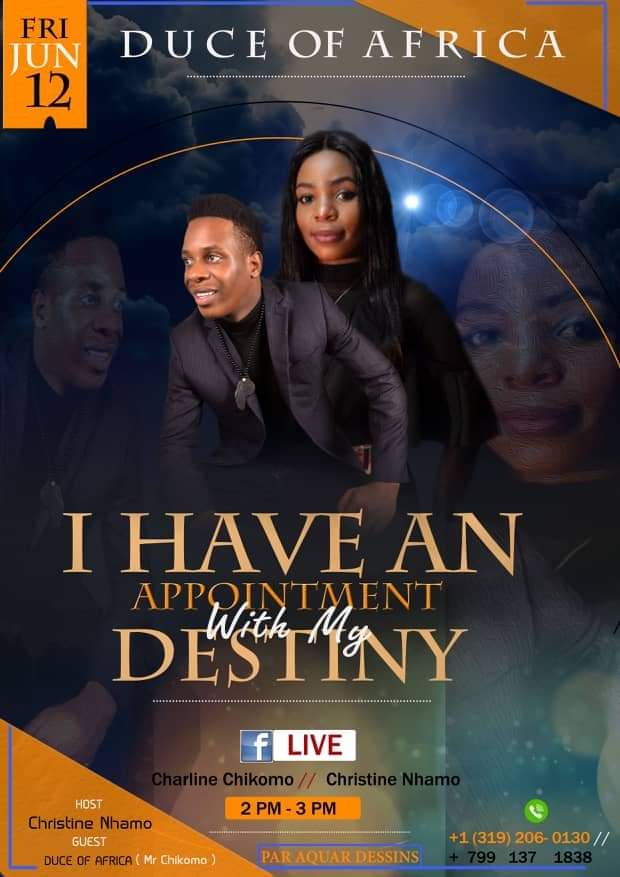 FRI
JUN
12
DUCE OF AFRICA
I HAVE AN
APPOINTMENT
With My
DESTINY
f LIVE
Charline Chikomo // Christine Nhamo
2 PM - 3 PM
HOST
Christine Nhamo
GUEST
DUCE OF AFRICA ( Mr Chikomo )
PAR AQUAR DESSINS
+1 (319) 206- 0130 //
+ 799 137 1838